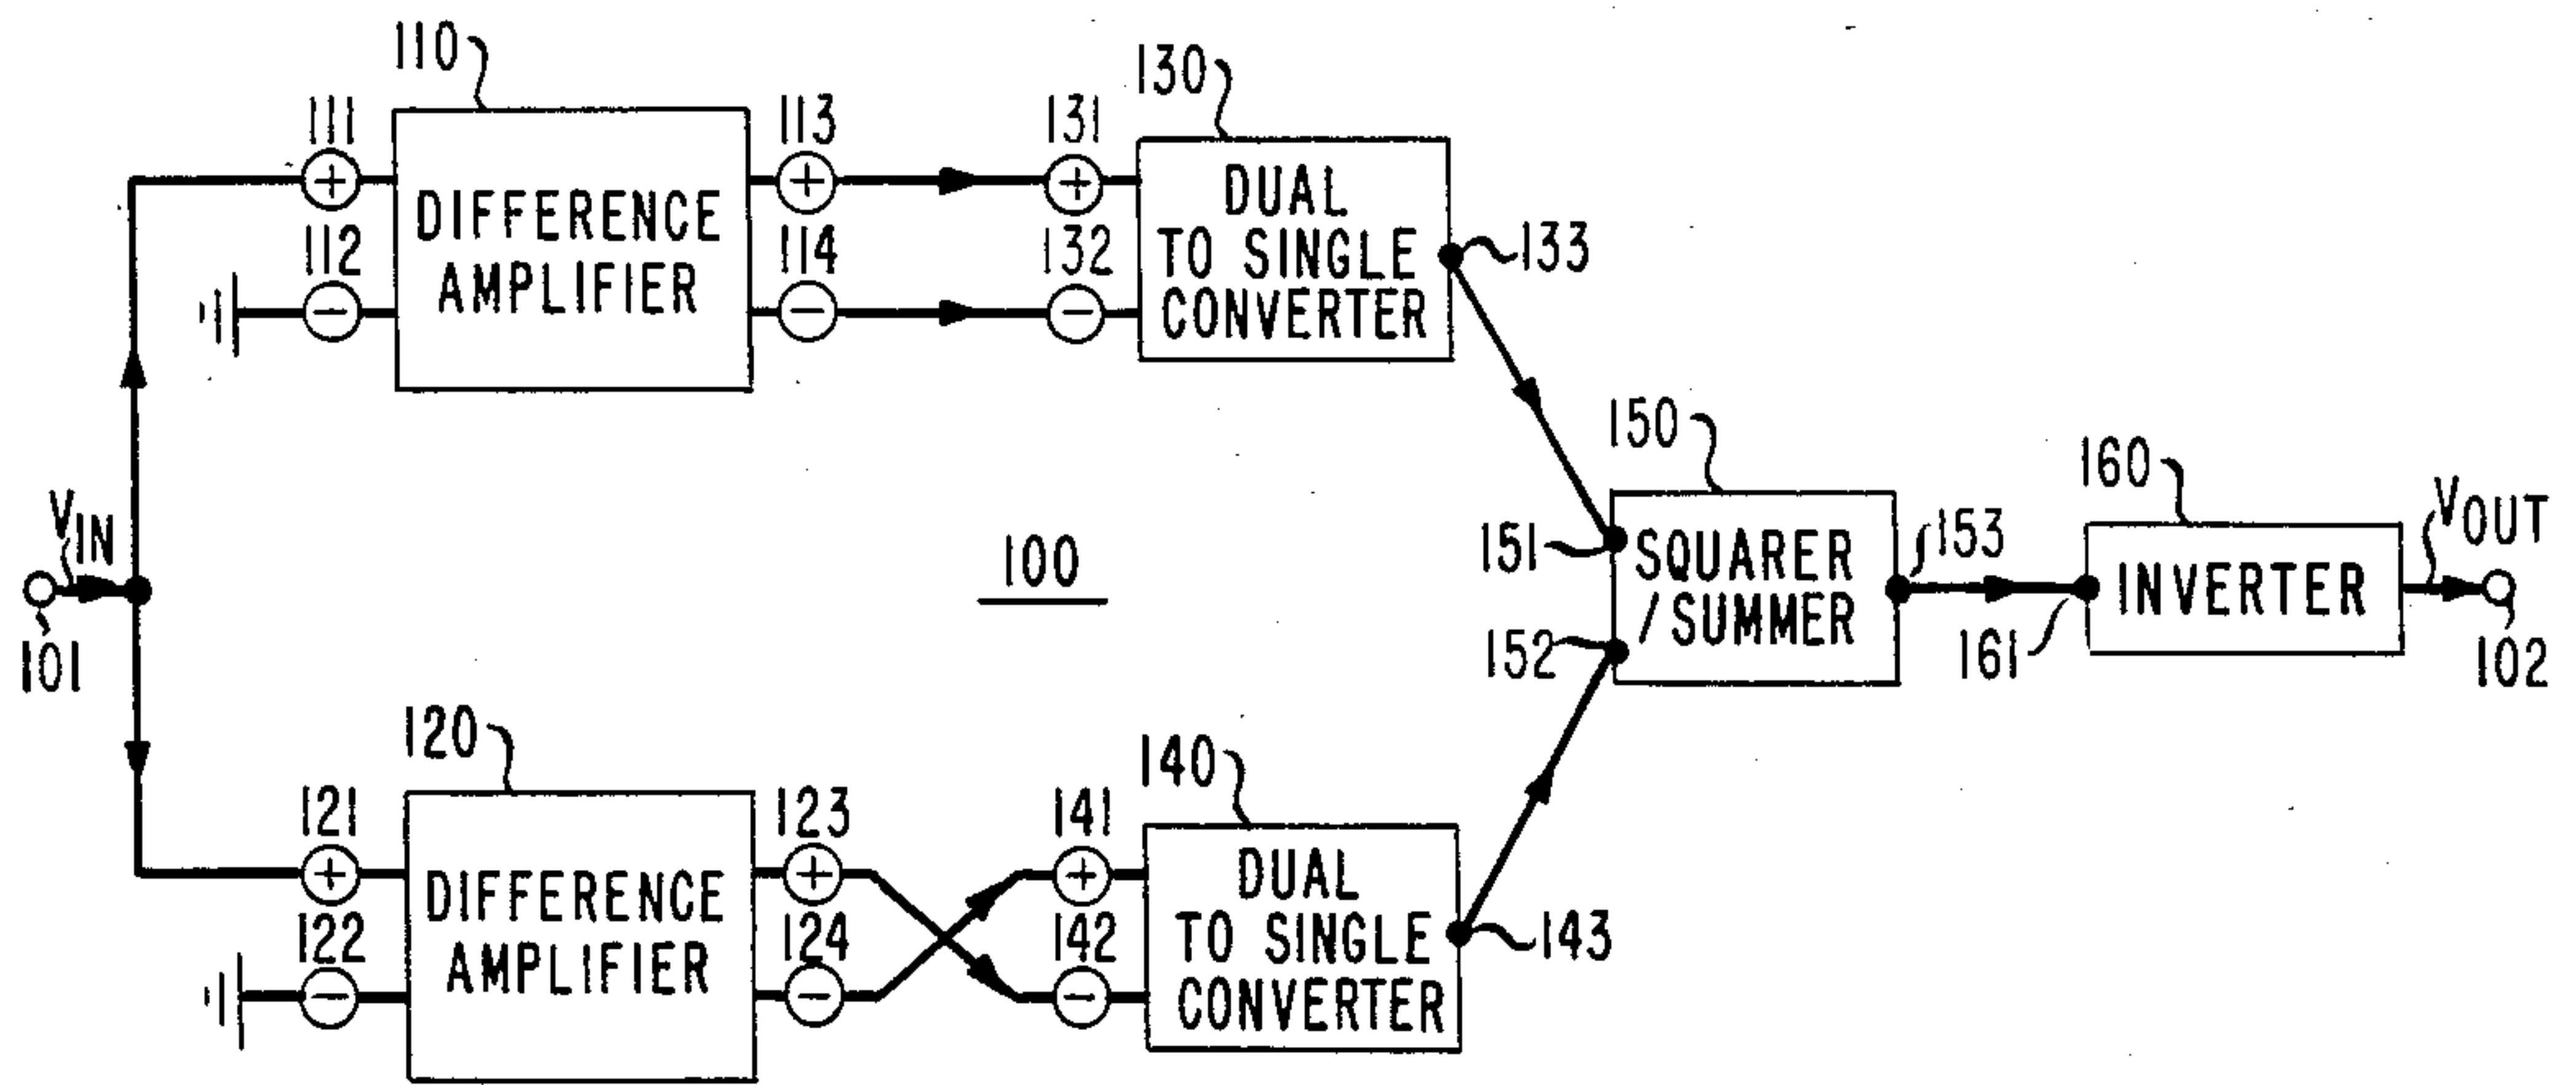 110
130
111
113
131
+
+
+
DIFFERENCE
AMPLIFIER
DUAL
TO SINGLE
CONVERTER
133
112
114
132
−
−
−
150
160
VIN
VOUT
100
151
SQUARER
/SUMMER
153
INVERTER
101
152
161
102
120
140
121
123
141
+
+
+
DIFFERENCE
AMPLIFIER
DUAL
TO SINGLE
CONVERTER
143
122
124
142
−
−
−